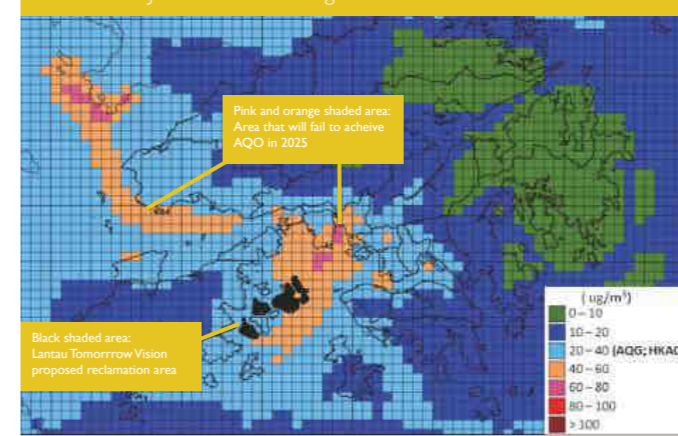 Pink and orange shaded area:
Area that will fail to acheive
AQO in 2025
Black shaded area:
Lantau Tomorrrow Vision
proposed reclamation area
( ug/m³)
0 – 10
10 – 20
20 – 40 (AQG; HKAQ
40 – 60
60 – 80
80 – 100
> 100